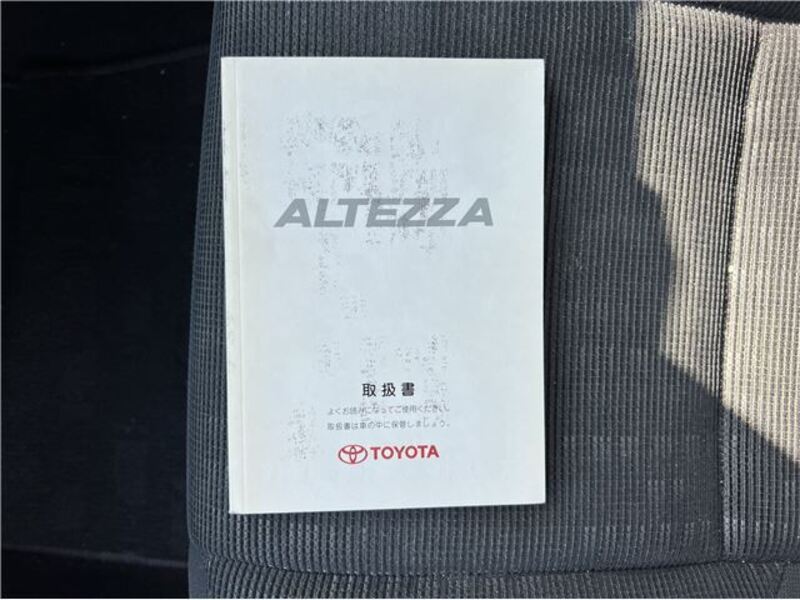 ALTEZZA
取扱書
よくお読みになってご使用ください。
取扱書は車の中に保管しましょう。
TOYOTA